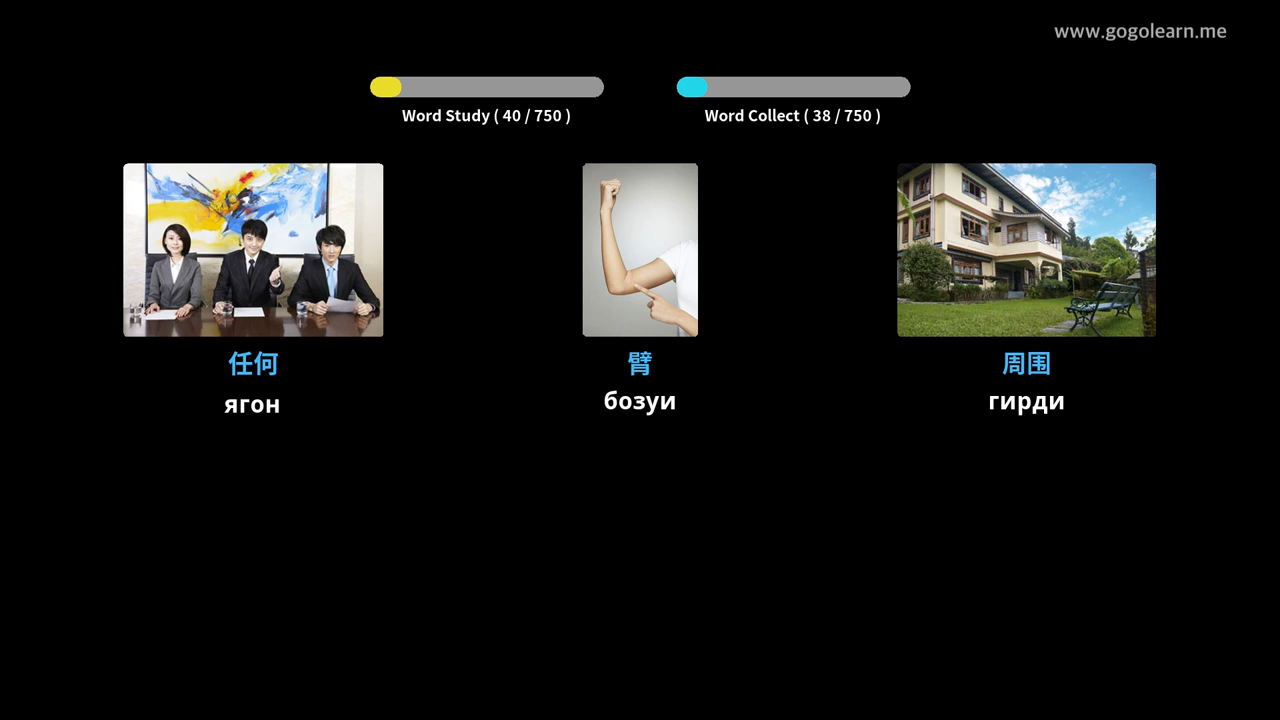 www.gogolearn.me
Word Study ( 40 / 750 )
Word Collect ( 38 / 750 )
任何
臂
周围
ягон
бозуи
гирди